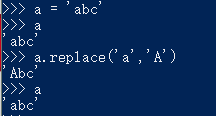 >>> a = 'abc'
>>> a
'abc'
>>> a.replace('a','A')
'Abc'
>>> a
'abc'